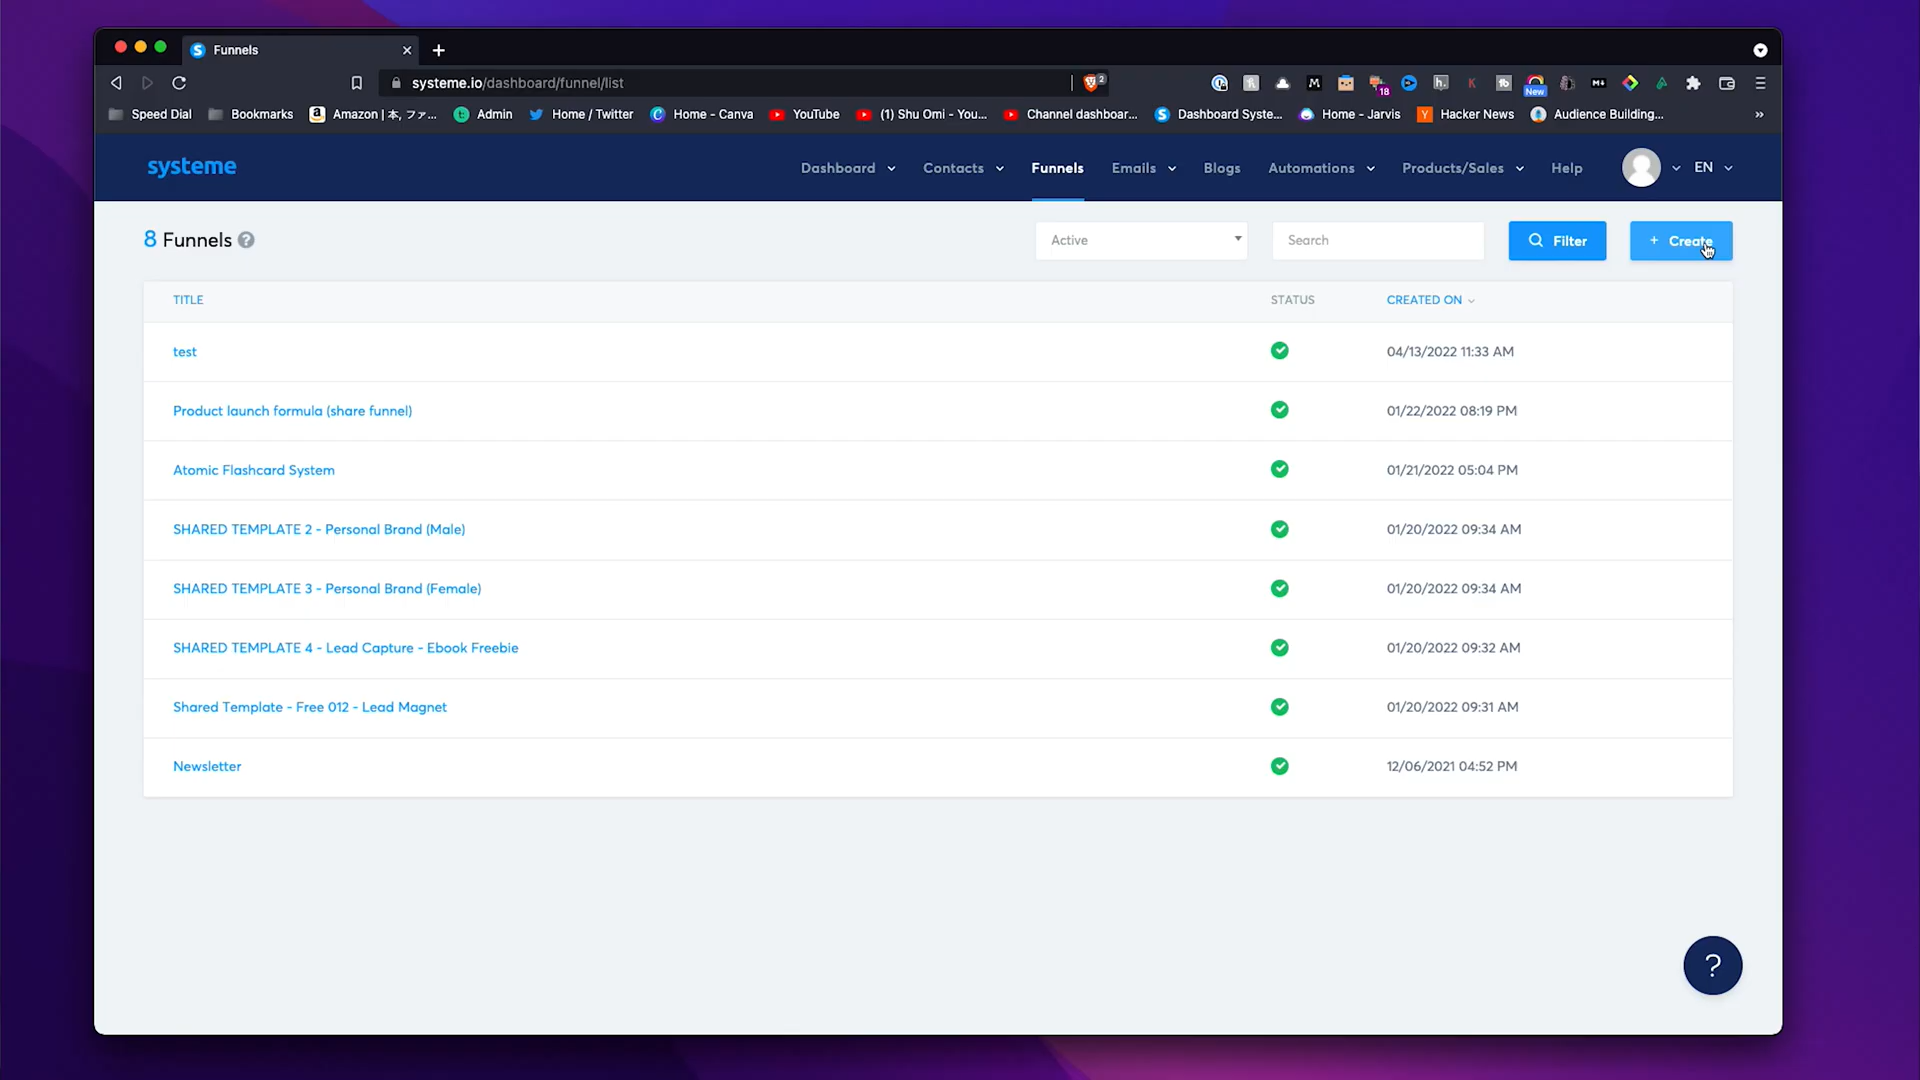 Funnels
systeme.io/dashboard/funnel/list
2
18
New
Speed Dial Bookmarks Amazon | 本, ファ... Admin Home / Twitter Home - Canva YouTube (1) Shu Omi - You... Channel dashboar... Dashboard Syste... Home - Jarvis Hacker News Audience Building... »
systeme Dashboard Contacts Funnels Emails Blogs Automations Products/Sales Help EN
8 Funnels ? Active Search Filter + Create
TITLE STATUS CREATED ON
test 04/13/2022 11:33 AM
Product launch formula (share funnel) 01/22/2022 08:19 PM
Atomic Flashcard System 01/21/2022 05:04 PM
SHARED TEMPLATE 2 - Personal Brand (Male) 01/20/2022 09:34 AM
SHARED TEMPLATE 3 - Personal Brand (Female) 01/20/2022 09:34 AM
SHARED TEMPLATE 4 - Lead Capture - Ebook Freebie 01/20/2022 09:32 AM
Shared Template - Free 012 - Lead Magnet 01/20/2022 09:31 AM
Newsletter 12/06/2021 04:52 PM
?